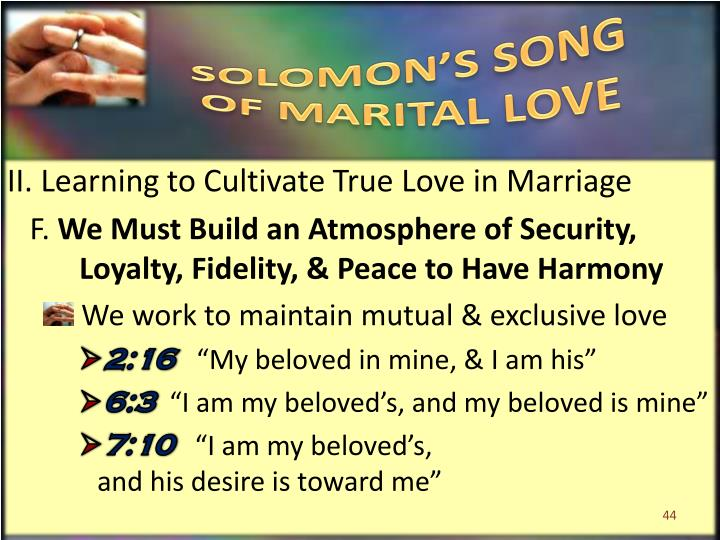 SOLOMON’S SONG
OF MARITAL LOVE
II. Learning to Cultivate True Love in Marriage
F. We Must Build an Atmosphere of Security,
Loyalty, Fidelity, & Peace to Have Harmony
We work to maintain mutual & exclusive love
2:16 “My beloved in mine, & I am his”
6:3 “I am my beloved’s, and my beloved is mine”
7:10 “I am my beloved’s,
and his desire is toward me”
44